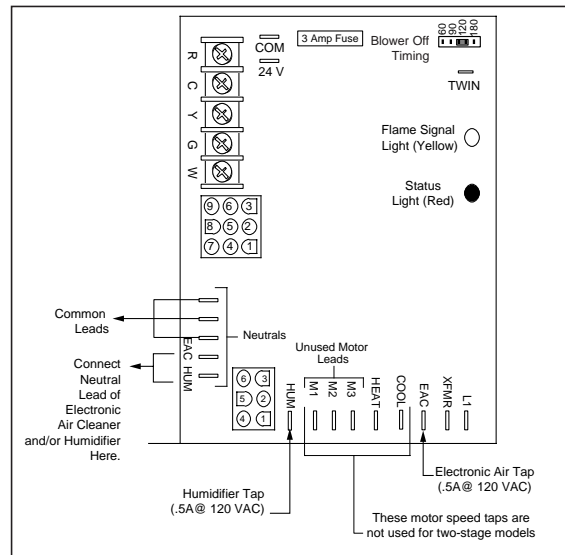 R
C
Y
G
W
COM
24 V
3 Amp Fuse
Blower Off
Timing
60
90
120
180
TWIN
Flame Signal
Light (Yellow)
Status
Light (Red)
9 6 3
8 5 2
7 4 1
Common
Leads
Neutrals
EAC
HUM
Connect
Neutral
Lead of
Electronic
Air Cleaner
and/or Humidifier
Here.
6 3
5 2
4 1
Unused Motor
Leads
HUM
M1
M2
M3
HEAT
COOL
EAC
XFMR
L1
Humidifier Tap
(.5A@ 120 VAC)
Electronic Air Tap
(.5A@ 120 VAC)
These motor speed taps are
not used for two-stage models